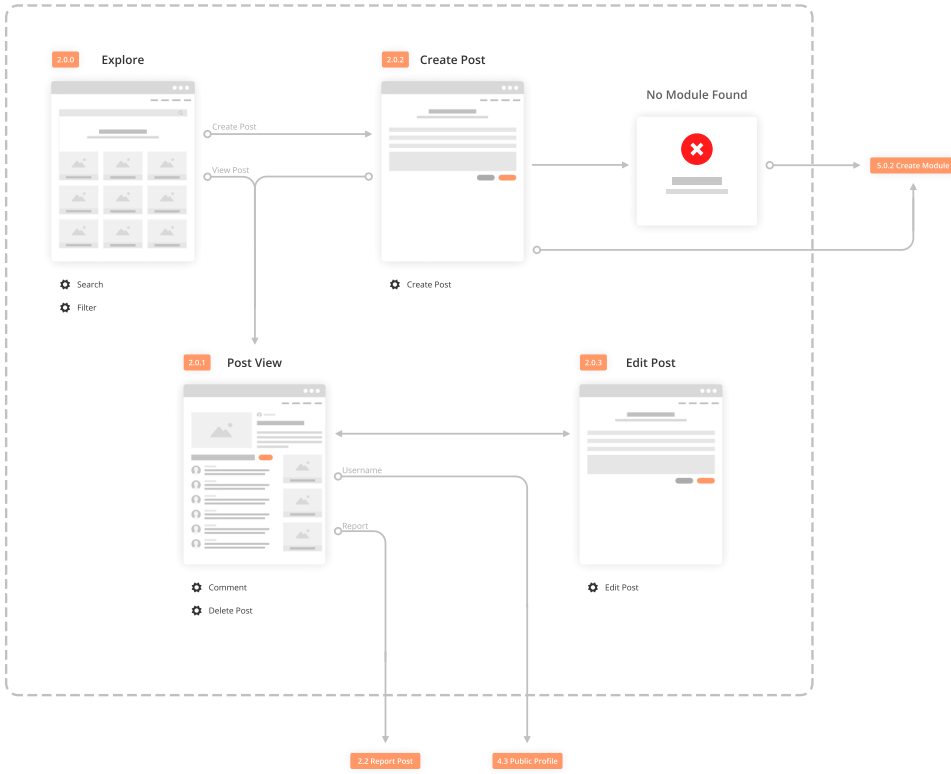 2.0.0 Explore
2.0.2 Create Post
No Module Found
Create Post
View Post
5.0.2 Create Module
Search
Filter
Create Post
2.0.1 Post View
2.0.3 Edit Post
Username
Report
Comment
Delete Post
Edit Post
2.2 Report Post
4.3 Public Profile